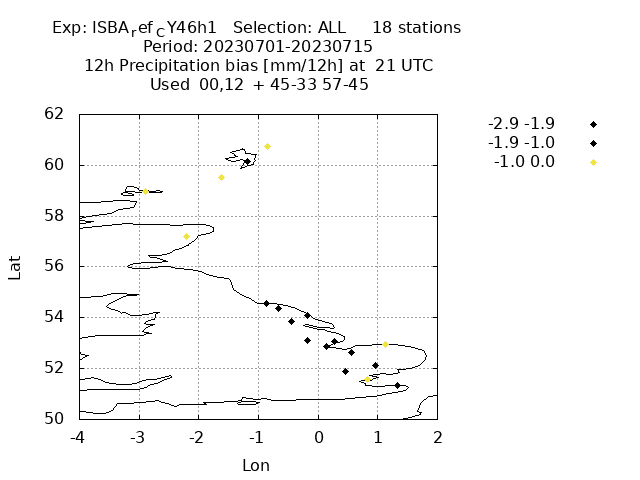 Exp: ISBArefCY46h1   Selection: ALL     18 stations
Period: 20230701-20230715
12h Precipitation bias [mm/12h] at  21 UTC
Used  00,12  + 45-33 57-45
-2.9 -1.9
-1.9 -1.0
-1.0 0.0
62
60
58
56
54
52
50
Lat
-4 -3 -2 -1 0 1 2
Lon